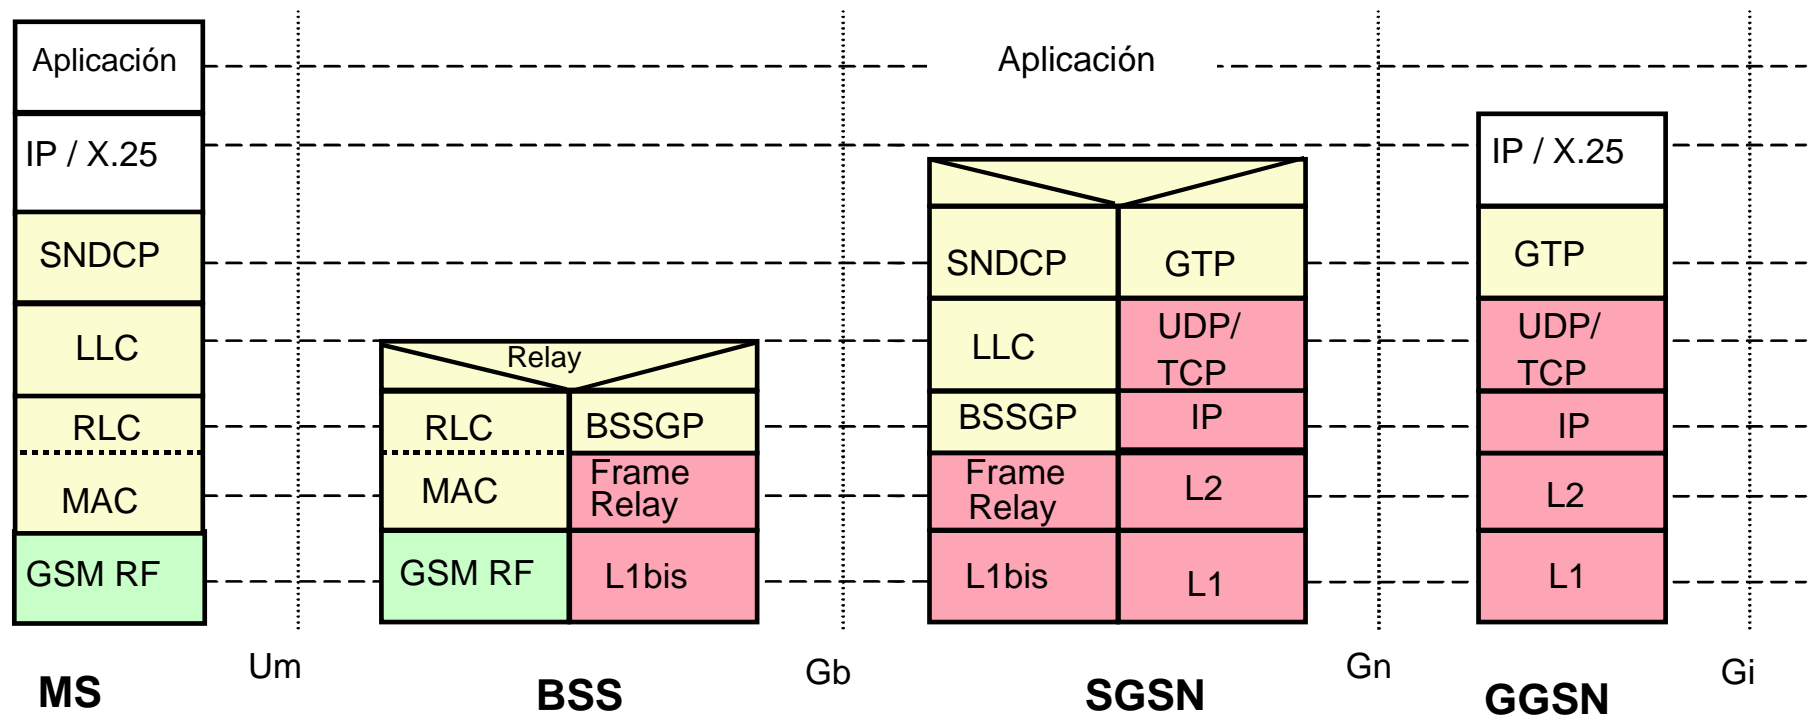 Aplicación
IP / X.25
SNDCP
LLC
RLC
MAC
GSM RF
MS
Um
Relay
RLC
MAC
GSM RF
BSSGP
Frame
Relay
L1bis
BSS
Gb
Aplicación
SNDCP
LLC
BSSGP
Frame
Relay
L1bis
GTP
UDP/
TCP
IP
L2
L1
SGSN
Gn
IP / X.25
GTP
UDP/
TCP
IP
L2
L1
GGSN
Gi